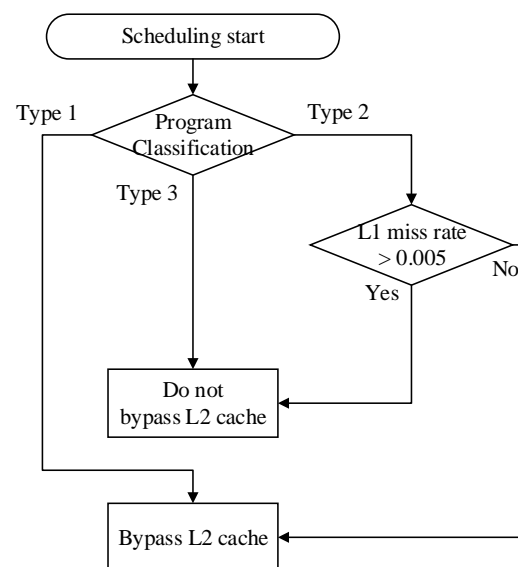 Scheduling start
Type 1
Program
Classification
Type 2
Type 3
L1 miss rate
> 0.005
No
Yes
Do not
bypass L2 cache
Bypass L2 cache